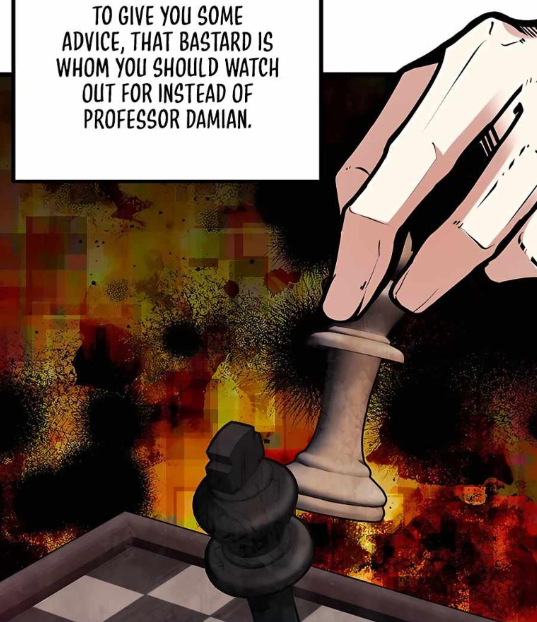 TO GIVE YOU SOME
ADVICE, THAT BASTARD IS
WHOM YOU SHOULD WATCH
OUT FOR INSTEAD OF
PROFESSOR DAMIAN.